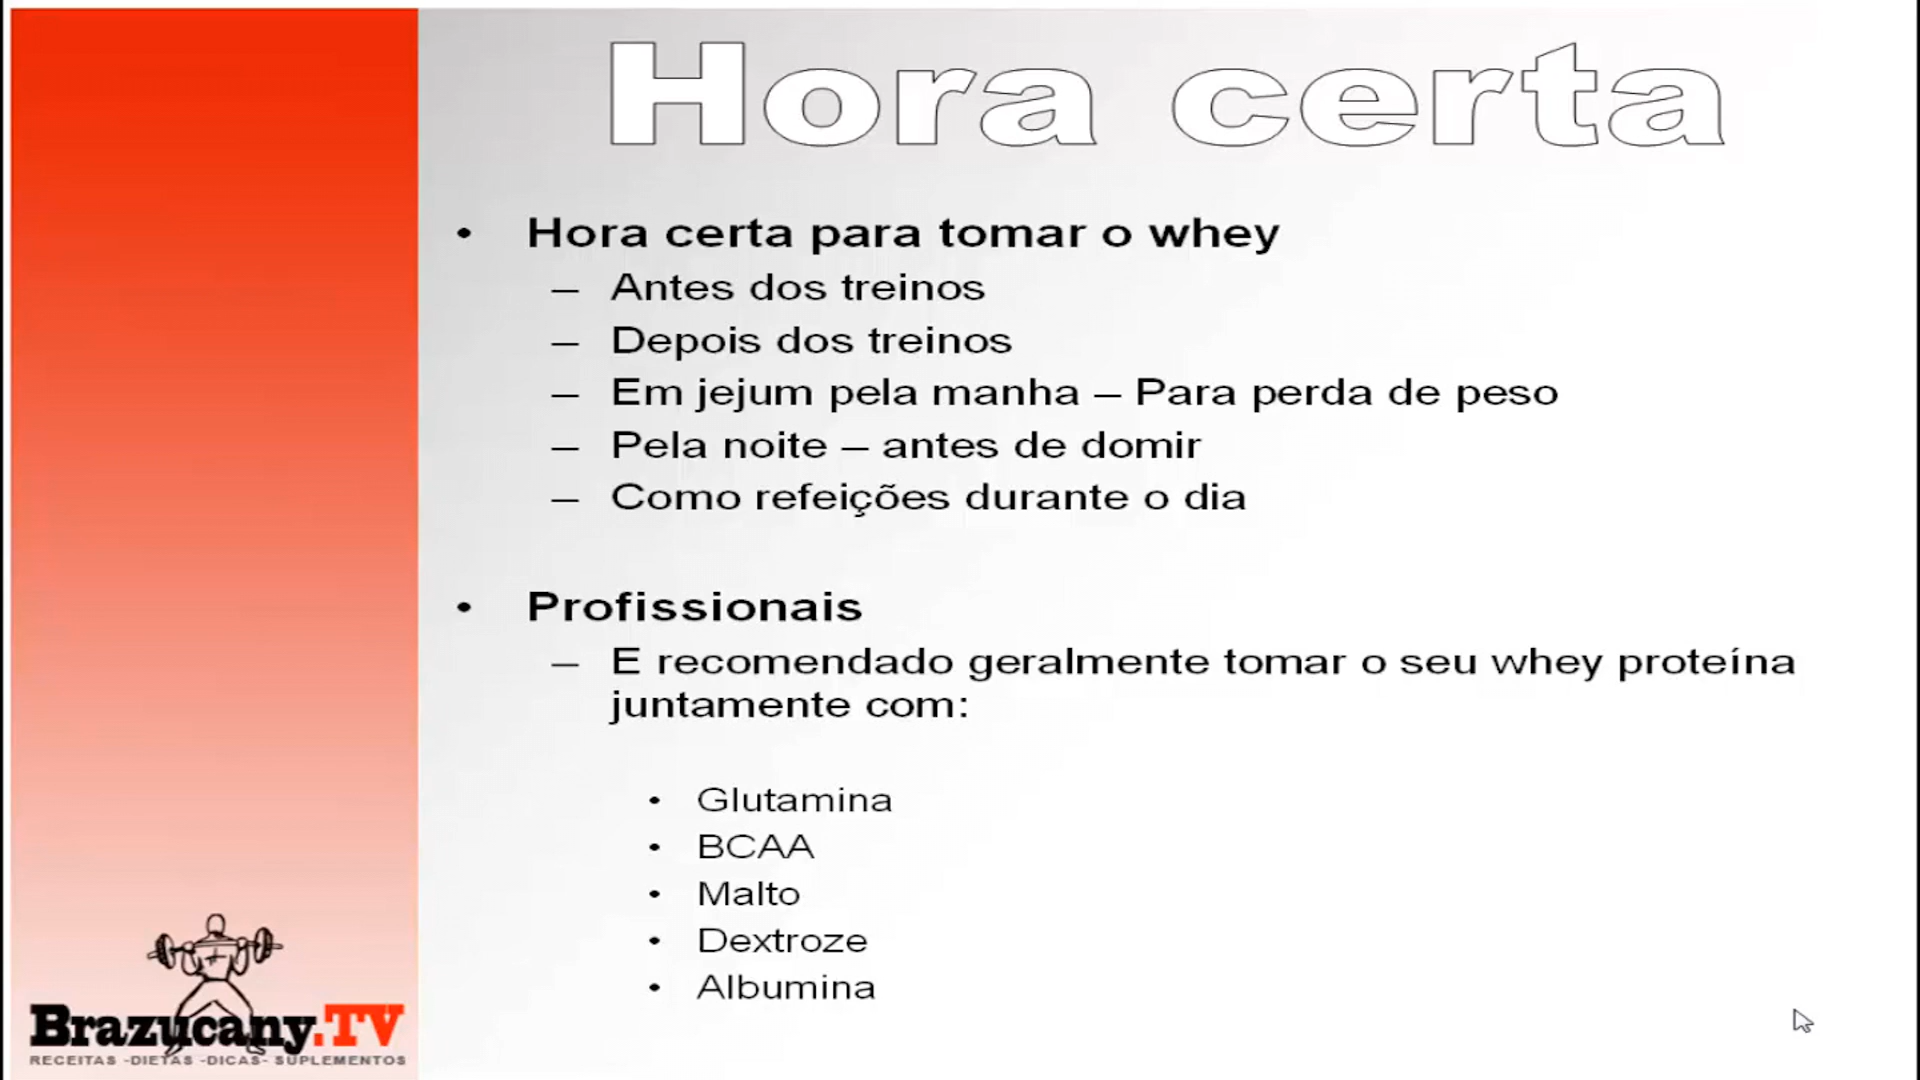 Hora certa
• Hora certa para tomar o whey
– Antes dos treinos
– Depois dos treinos
– Em jejum pela manha – Para perda de peso
– Pela noite – antes de domir
– Como refeições durante o dia
• Profissionais
– E recomendado geralmente tomar o seu whey proteína
juntamente com:
• Glutamina
• BCAA
• Malto
• Dextroze
• Albumina
Brazucany.TV
RECEITAS -DIETAS -DICAS- SUPLEMENTOS